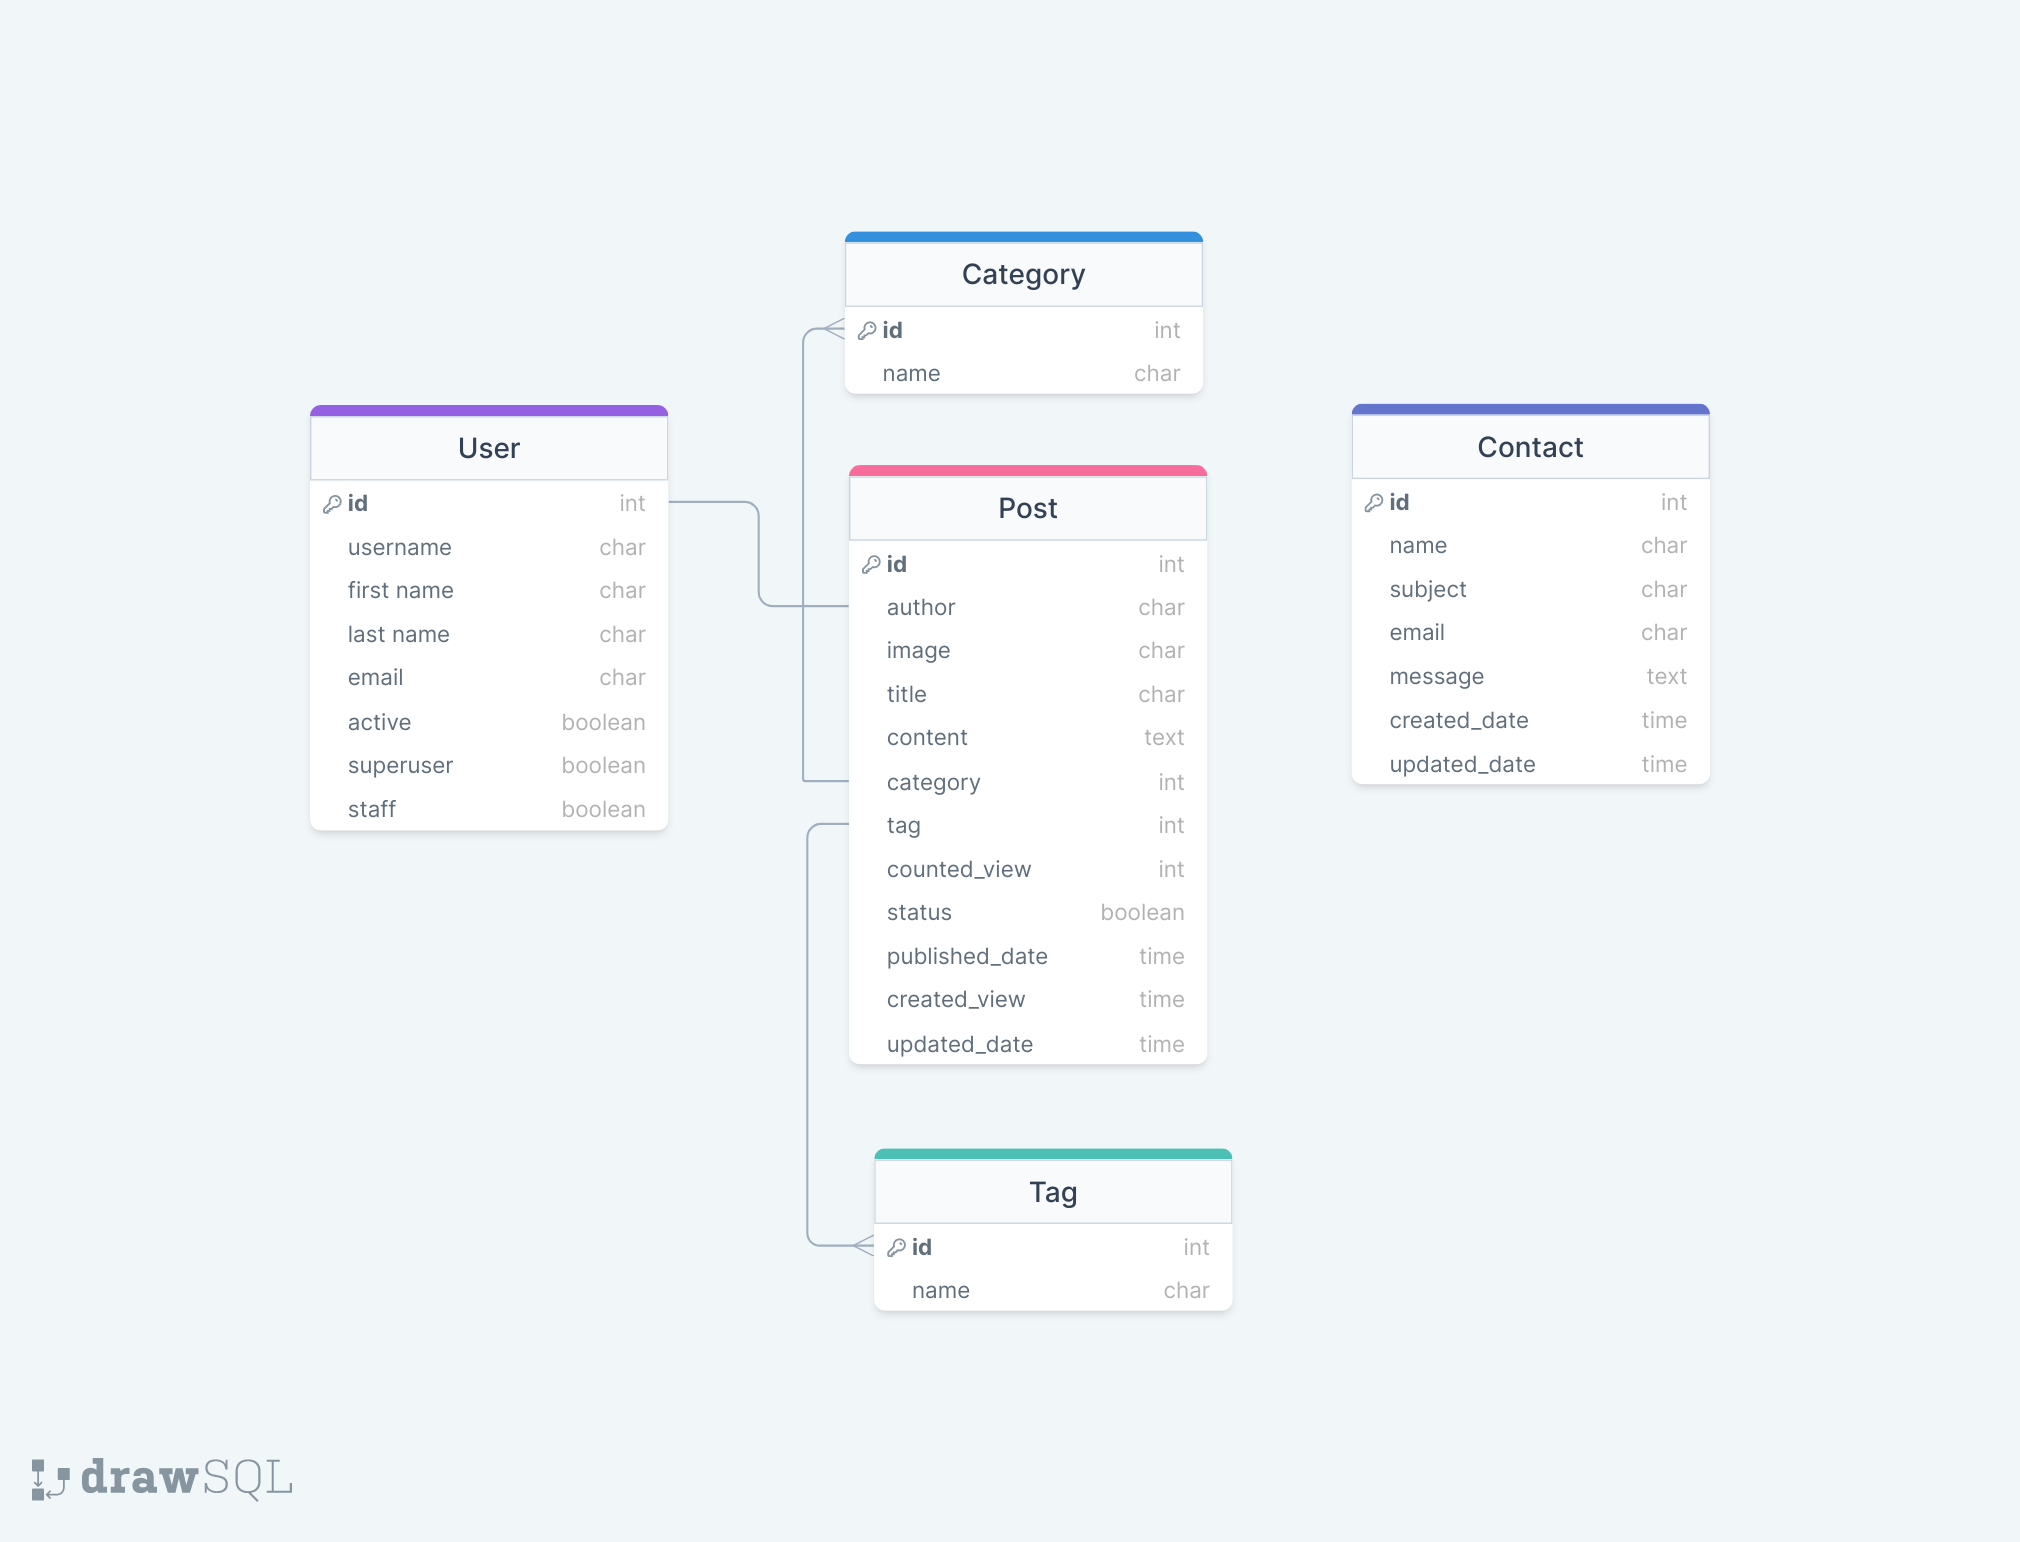 Category
id int
name char
User
id int
username char
first name char
last name char
email char
active boolean
superuser boolean
staff boolean
Post
id int
author char
image char
title char
content text
category int
tag int
counted_view int
status boolean
published_date time
created_view time
updated_date time
Contact
id int
name char
subject char
email char
message text
created_date time
updated_date time
Tag
id int
name char
drawSQL